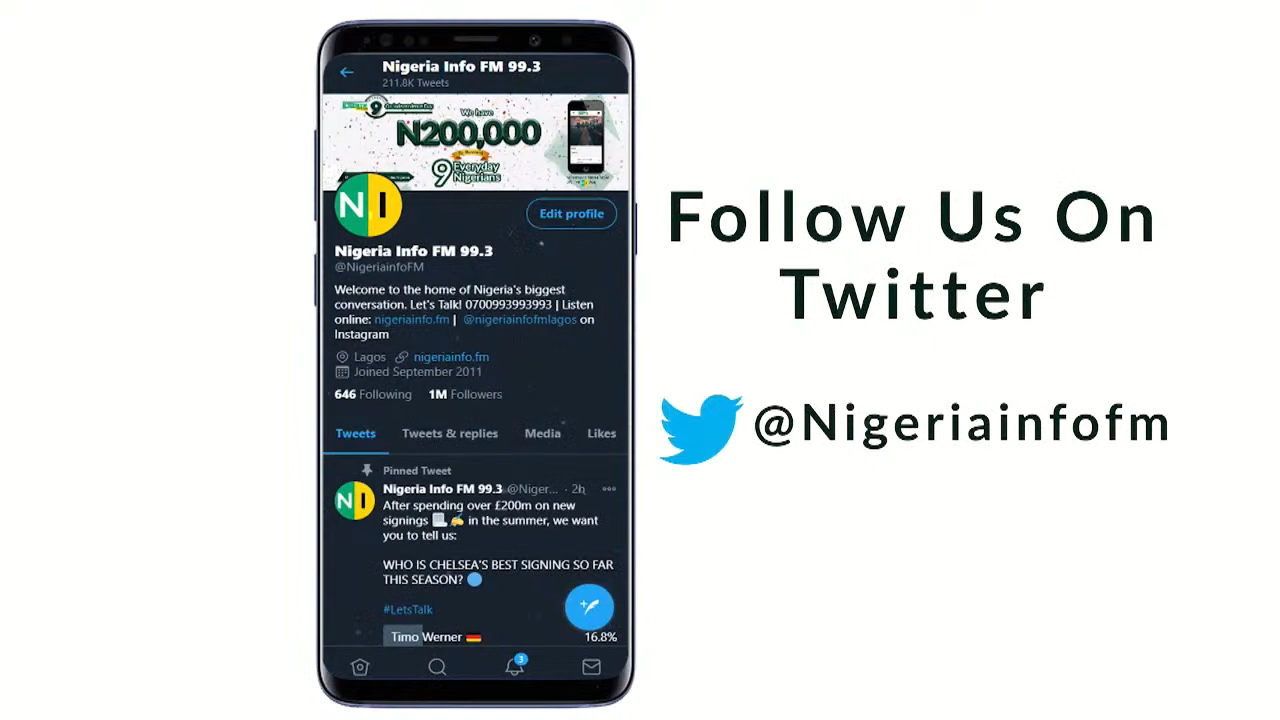 Nigeria Info FM 99.3
211.8K Tweets
9
We have
N200,000
9 Everyday
Nigerians
NI
Edit profile
Nigeria Info FM 99.3
@NigeriainfoFM
Welcome to the home of Nigeria's biggest
conversation. Let's Talk! 0700993993993 | Listen
online: nigeriainfo.fm | @nigeriainfofmlagos on
Instagram
Lagos nigeriainfo.fm
Joined September 2011
646 Following 1M Followers
Tweets Tweets & replies Media Likes
Pinned Tweet
NI
Nigeria Info FM 99.3 @Niger... · 2h
After spending over £200m on new
signings 📃✍️ in the summer, we want
you to tell us:
WHO IS CHELSEA'S BEST SIGNING SO FAR
THIS SEASON? 🔵
#LetsTalk
Timo Werner 🇩🇪 16.8%
3
Follow Us On
Twitter
@Nigeriainfofm